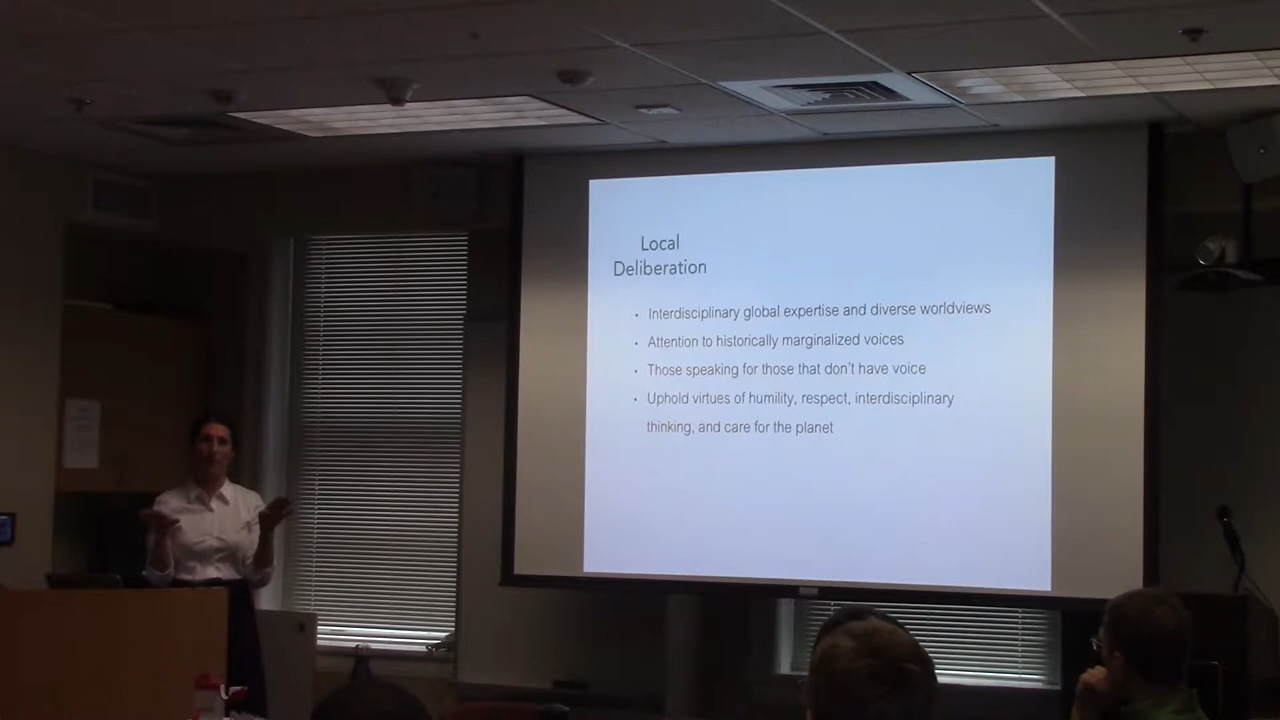 Local
Deliberation
• Interdisciplinary global expertise and diverse worldviews
• Attention to historically marginalized voices
• Those speaking for those that don't have voice
• Uphold virtues of humility, respect, interdisciplinary
thinking, and care for the planet